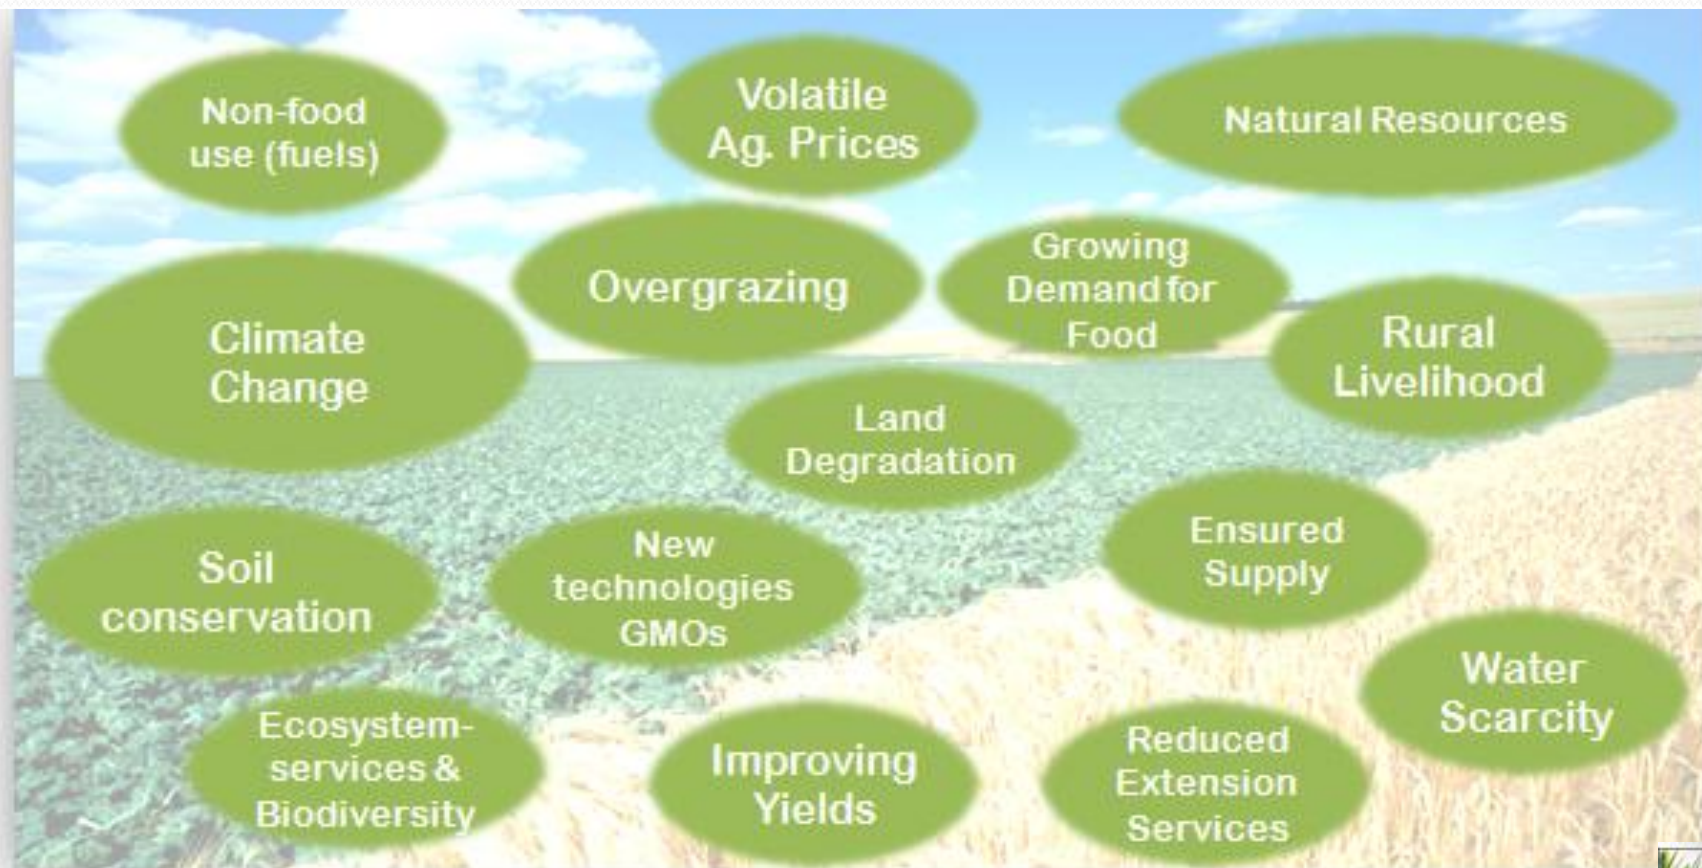 Non-food
use (fuels)
Volatile
Ag. Prices
Natural Resources
Overgrazing
Growing
Demand for
Food
Climate
Change
Rural
Livelihood
Land
Degradation
Soil
conservation
New
technologies
GMOs
Ensured
Supply
Water
Scarcity
Ecosystem-
services &
Biodiversity
Improving
Yields
Reduced
Extension
Services